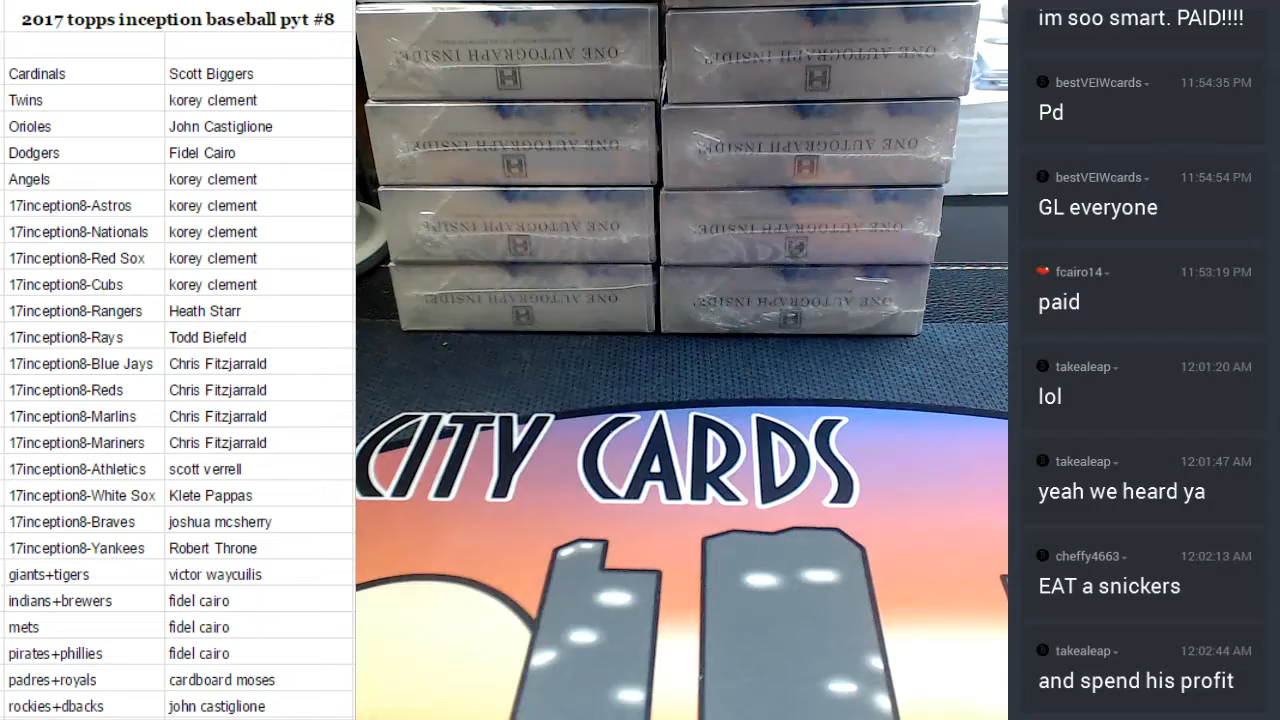 2017 topps inception baseball pyt #8
Cardinals Scott Biggers
Twins korey clement
Orioles John Castiglione
Dodgers Fidel Cairo
Angels korey clement
17inception8-Astros korey clement
17inception8-Nationals korey clement
17inception8-Red Sox korey clement
17inception8-Cubs korey clement
17inception8-Rangers Heath Starr
17inception8-Rays Todd Biefeld
17inception8-Blue Jays Chris Fitzjarrald
17inception8-Reds Chris Fitzjarrald
17inception8-Marlins Chris Fitzjarrald
17inception8-Mariners Chris Fitzjarrald
17inception8-Athletics scott verrell
17inception8-White Sox Klete Pappas
17inception8-Braves joshua mcsherry
17inception8-Yankees Robert Throne
giants+tigers victor waycuilis
indians+brewers fidel cairo
mets fidel cairo
pirates+phillies fidel cairo
padres+royals cardboard moses
rockies+dbacks john castiglione
ONE AUTOGRAPH INSIDE!
ONE AUTOGRAPH INSIDE!
ONE AUTOGRAPH INSIDE!
ONE AUTOGRAPH INSIDE!
ONE AUTOGRAPH INSIDE!
ONE AUTOGRAPH INSIDE!
ONE AUTOGRAPH INSIDE!
ONE AUTOGRAPH INSIDE!
CITY CARDS
im soo smart. PAID!!!!
bestVEIWcards 11:54:35 PM
Pd
bestVEIWcards 11:54:54 PM
GL everyone
fcairo14 11:53:19 PM
paid
takealeap 12:01:20 AM
lol
takealeap 12:01:47 AM
yeah we heard ya
cheffy4663 12:02:13 AM
EAT a snickers
takealeap 12:02:44 AM
and spend his profit